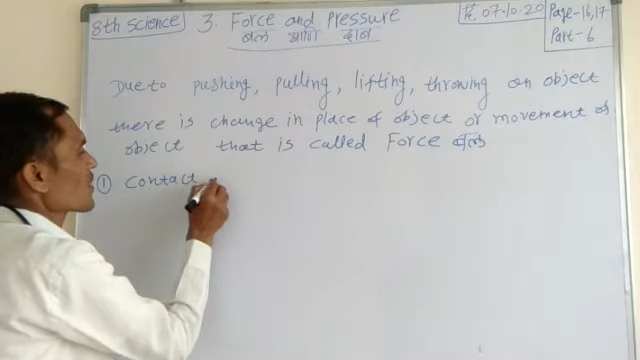 8th Science
3. Force and Pressure
बल आणि दाब
दि. 07-10-20
Page-16,17
Part-6
Due to pushing, pulling, lifting, throwing an object
there is change in place of object or movement of
object that is called Force बल
① Contact